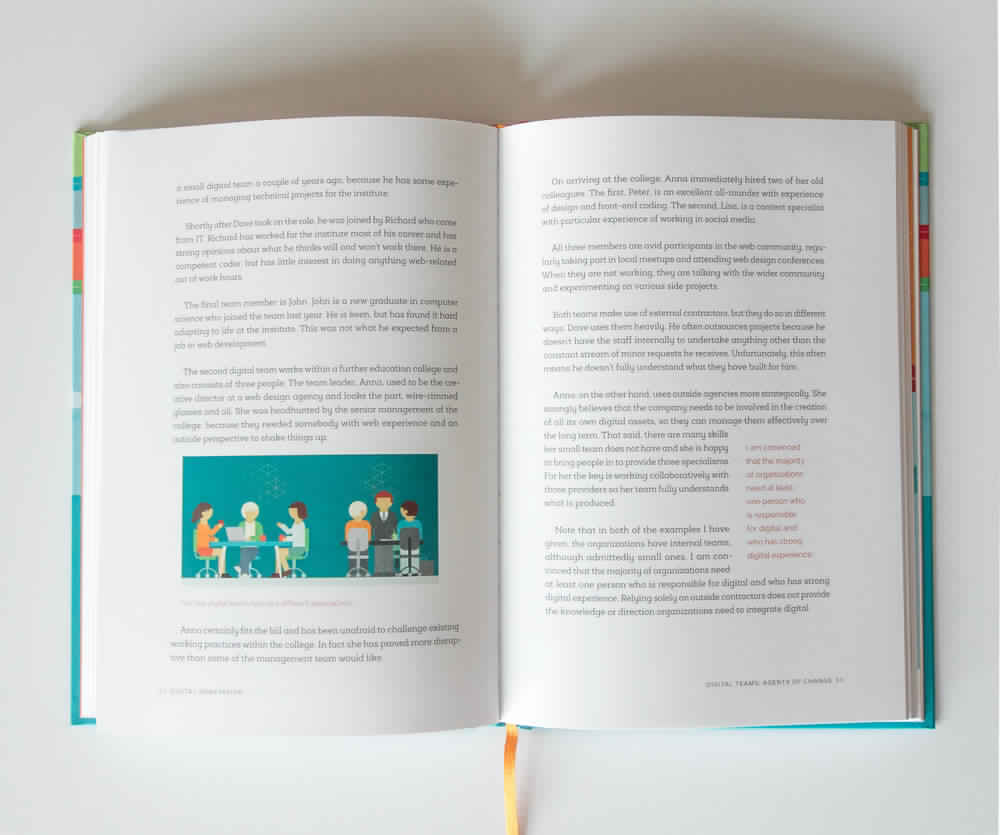 a small digital team a couple of years ago, because he has some expe-
rience of managing technical projects for the institute.
Shortly after Dave took on the role, he was joined by Richard who came
from IT. Richard has worked for the institute most of his career and has
strong opinions about what he thinks will and won't work there. He is a
competent coder, but has little interest in doing anything web-related
out of work hours.
The final team member is John. John is a new graduate in computer
science who joined the team last year. He is keen, but has found it hard
adapting to life at the institute. This was not what he expected from a
job in web development.
The second digital team works within a further education college and
also consists of three people. The team leader, Anna, used to be the cre-
ative director at a web design agency and looks the part, wire-rimmed
glasses and all. She was headhunted by the senior management of the
college, because they needed somebody with web experience and an
outside perspective to shake things up.
Anna certainly fits the bill and has been unafraid to challenge existing
working practices within the college. In fact she has proved more disrup-
tive than some of the management team would like.
DIGITAL ADAPTATION
On arriving at the college, Anna immediately hired two of her old
colleagues. The first, Peter, is an excellent all-rounder with experience
of design and front-end coding. The second, Lisa, is a content specialist
with particular experience of working in social media.
All three members are avid participants in the web community, regu-
larly taking part in local meetups and attending web design conferences.
When they are not working, they are talking with the wider community
and experimenting on various side projects.
Both teams make use of external contractors, but they do so in different
ways. Dave uses them heavily. He often outsources projects because he
doesn't have the staff internally to undertake anything other than the
constant stream of minor requests he receives. Unfortunately, this often
means he doesn't fully understand what they have built for him.
Anna, on the other hand, uses outside agencies more strategically. She
strongly believes that the company needs to be involved in the creation
of all its own digital assets, so they can manage them effectively over
the long term. That said, there are many skills
her small team does not have and she is happy
to bring people in to provide those specialisms.
For her the key is working collaboratively with
those providers so her team fully understands
what is produced.
Note that in both of the examples I have
given, the organizations have internal teams,
although admittedly small ones. I am con-
vinced that the majority of organizations need
at least one person who is responsible for digital and who has strong
digital experience. Relying solely on outside contractors does not provide
the knowledge or direction organizations need to integrate digital.
I am convinced
that the majority
of organizations
need at least
one person who
is responsible
for digital and
who has strong
digital experience.
DIGITAL TEAMS: AGENTS OF CHANGE